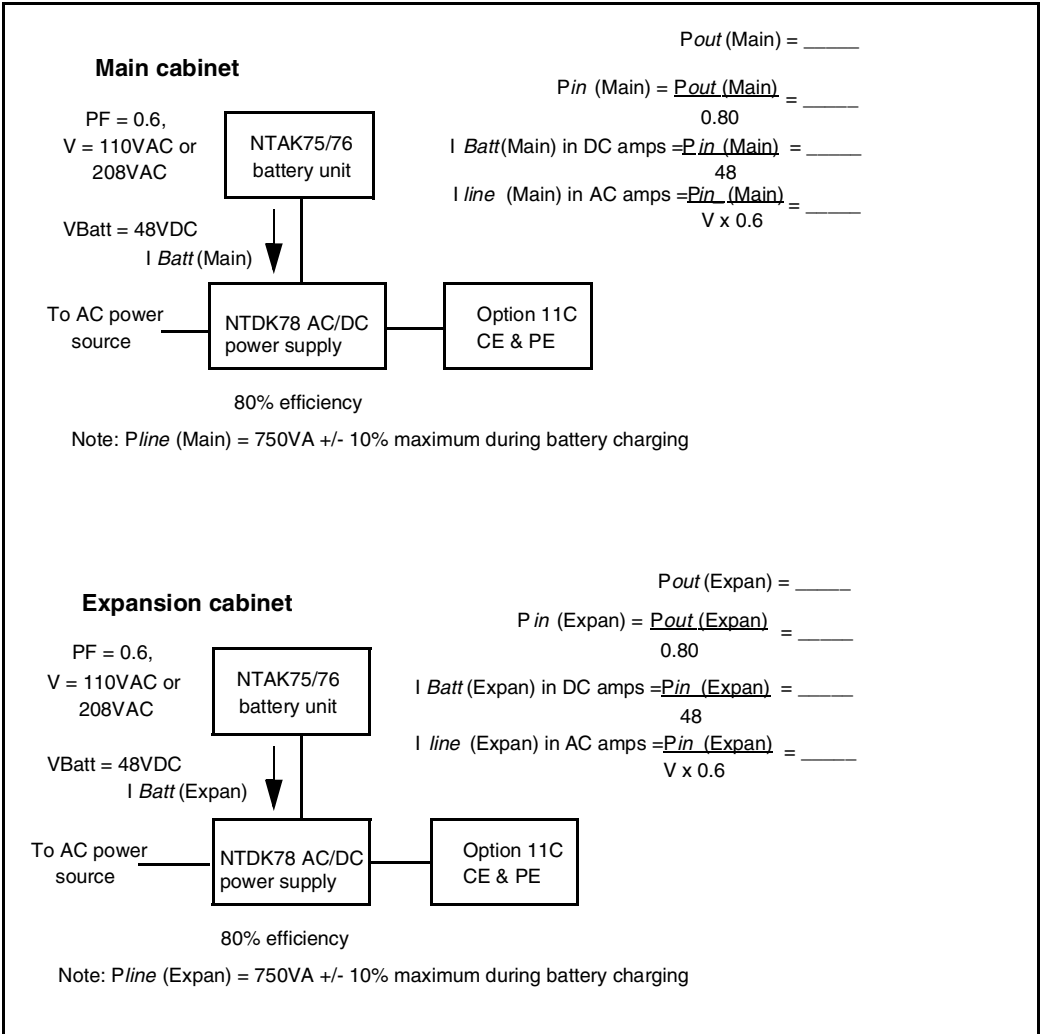 Pout (Main) = _____
Main cabinet
Pin (Main) = Pout (Main) = _____
0.80
PF = 0.6,
V = 110VAC or
208VAC
NTAK75/76
battery unit
I Batt(Main) in DC amps =Pin (Main) = _____
48
I line (Main) in AC amps =Pin_ (Main) = _____
V x 0.6
VBatt = 48VDC
I Batt(Main)
To AC power
source
NTDK78 AC/DC
power supply
Option 11C
CE & PE
80% efficiency
Note: Pline (Main) = 750VA +/- 10% maximum during battery charging
Pout (Expan) = _____
Expansion cabinet
Pin (Expan) = Pout (Expan) = _____
0.80
PF = 0.6,
V = 110VAC or
208VAC
NTAK75/76
battery unit
I Batt (Expan) in DC amps =Pin (Expan) = _____
48
I line (Expan) in AC amps =Pin (Expan) = _____
V x 0.6
VBatt = 48VDC
I Batt (Expan)
To AC power
source
NTDK78 AC/DC
power supply
Option 11C
CE & PE
80% efficiency
Note: Pline (Expan) = 750VA +/- 10% maximum during battery charging